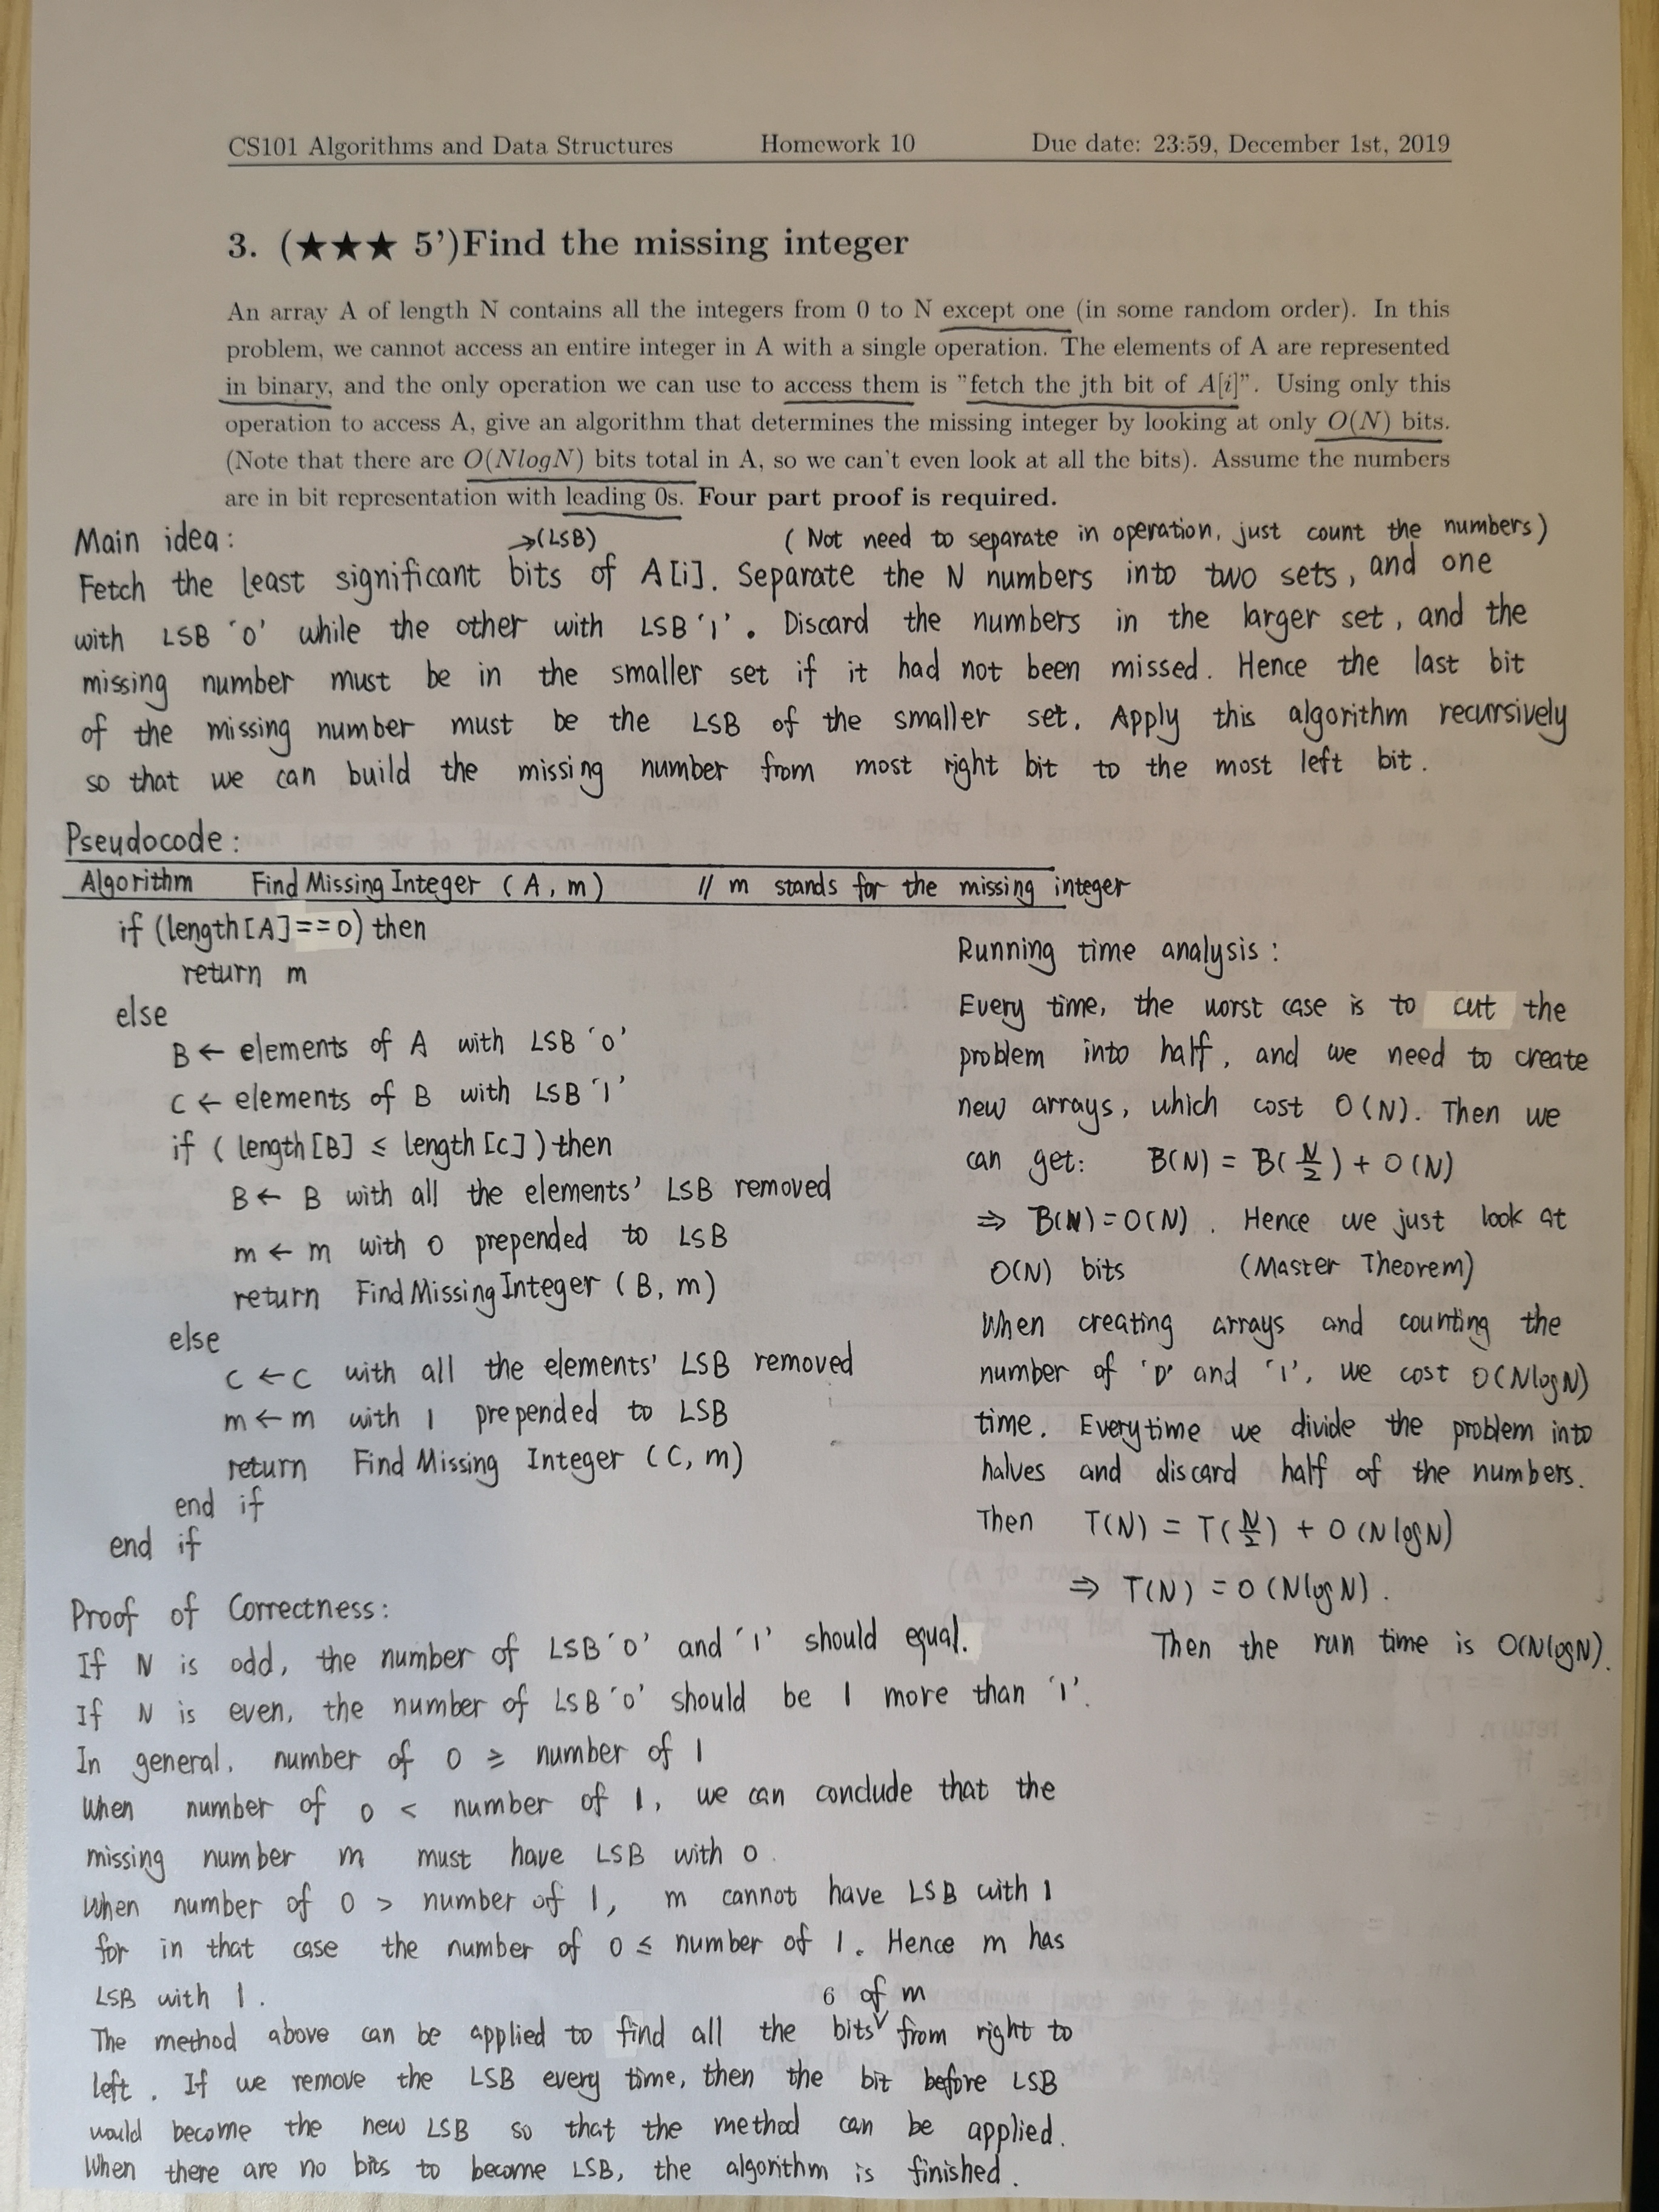 CS101 Algorithms and Data Structures Homework 10 Due date: 23:59, December 1st, 2019
3. (★★★ 5')Find the missing integer
An array A of length N contains all the integers from 0 to N except one (in some random order). In this
problem, we cannot access an entire integer in A with a single operation. The elements of A are represented
in binary, and the only operation we can use to access them is "fetch the jth bit of A[i]". Using only this
operation to access A, give an algorithm that determines the missing integer by looking at only O(N) bits.
(Note that there are O(NlogN) bits total in A, so we can't even look at all the bits). Assume the numbers
are in bit representation with leading 0s. Four part proof is required.
Main idea: →(LSB) (Not need to separate in operation, just count the numbers)
Fetch the least significant bits of A[i]. Separate the N numbers into two sets, and one
with LSB '0' while the other with LSB '1'. Discard the numbers in the larger set, and the
missing number must be in the smaller set if it had not been missed. Hence the last bit
of the missing number must be the LSB of the smaller set. Apply this algorithm recursively
so that we can build the missing number from most right bit to the most left bit.
Pseudocode:
Algorithm Find Missing Integer (A, m) // m stands for the missing integer
if (length[A]==0) then
return m
else
B ← elements of A with LSB '0'
C ← elements of B with LSB '1'
if (length[B] ≤ length[C]) then
B ← B with all the elements' LSB removed
m ← m with 0 prepended to LSB
return Find Missing Integer (B, m)
else
C ← C with all the elements' LSB removed
m ← m with 1 prepended to LSB
return Find Missing Integer (C, m)
end if
end if
Running time analysis:
Every time, the worst case is to cut the
problem into half, and we need to create
new arrays, which cost O(N). Then we
can get: B(N) = B(N/2) + O(N)
⇒ B(N)=O(N). Hence we just look at
O(N) bits (Master Theorem)
When creating arrays and counting the
number of '0' and '1', we cost O(NlogN)
time. Everytime we divide the problem into
halves and discard half of the numbers.
Then T(N) = T(N/2) + O(NlogN)
⇒ T(N) = O(NlogN).
Then the run time is O(NlogN).
Proof of Correctness:
If N is odd, the number of LSB '0' and '1' should equal.
If N is even, the number of LSB '0' should be 1 more than '1'.
In general, number of 0 ≥ number of 1
When number of 0 < number of 1, we can conclude that the
missing number m must have LSB with 0.
When number of 0 > number of 1, m cannot have LSB with 1
for in that case the number of 0 ≤ number of 1. Hence m has
LSB with 1.
6 of m
The method above can be applied to find all the bits from right to
left. If we remove the LSB every time, then the bit before LSB
would become the new LSB so that the method can be applied.
When there are no bits to become LSB, the algorithm is finished.